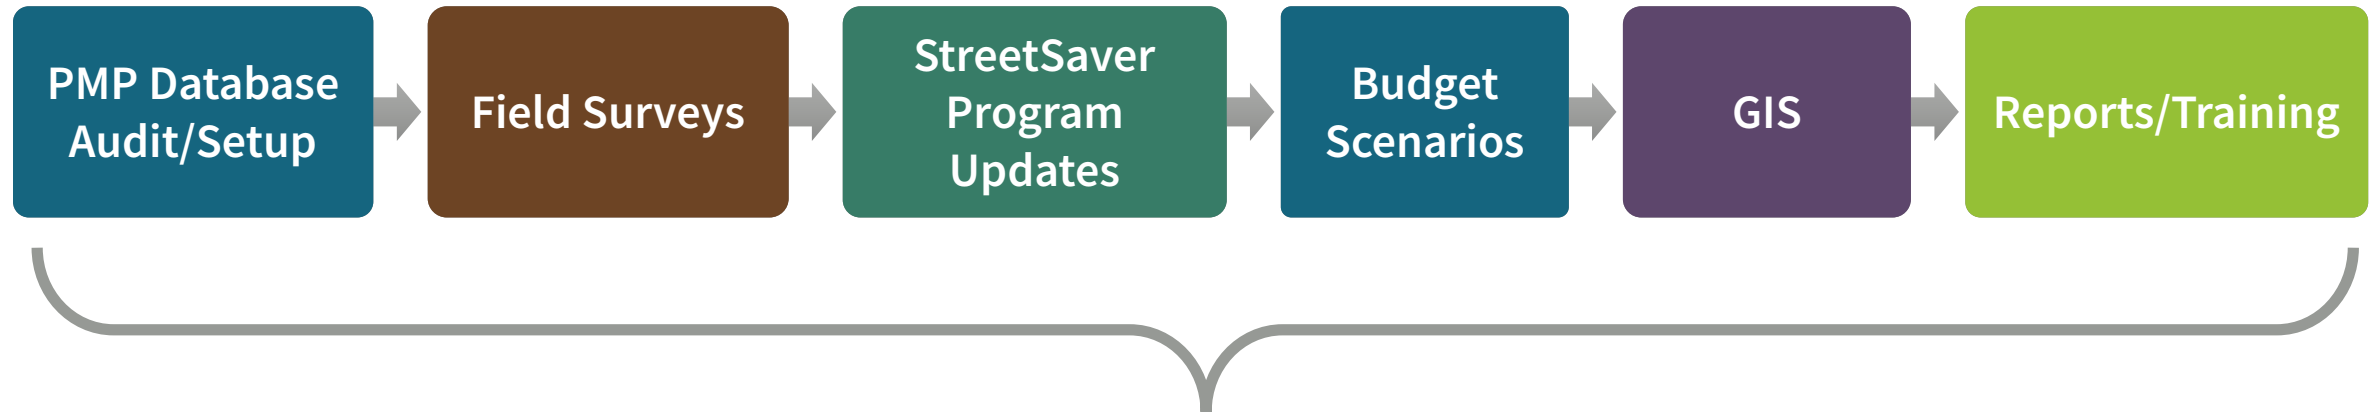 PMP Database
Audit/Setup
Field Surveys
StreetSaver
Program
Updates
Budget
Scenarios
GIS
Reports/Training